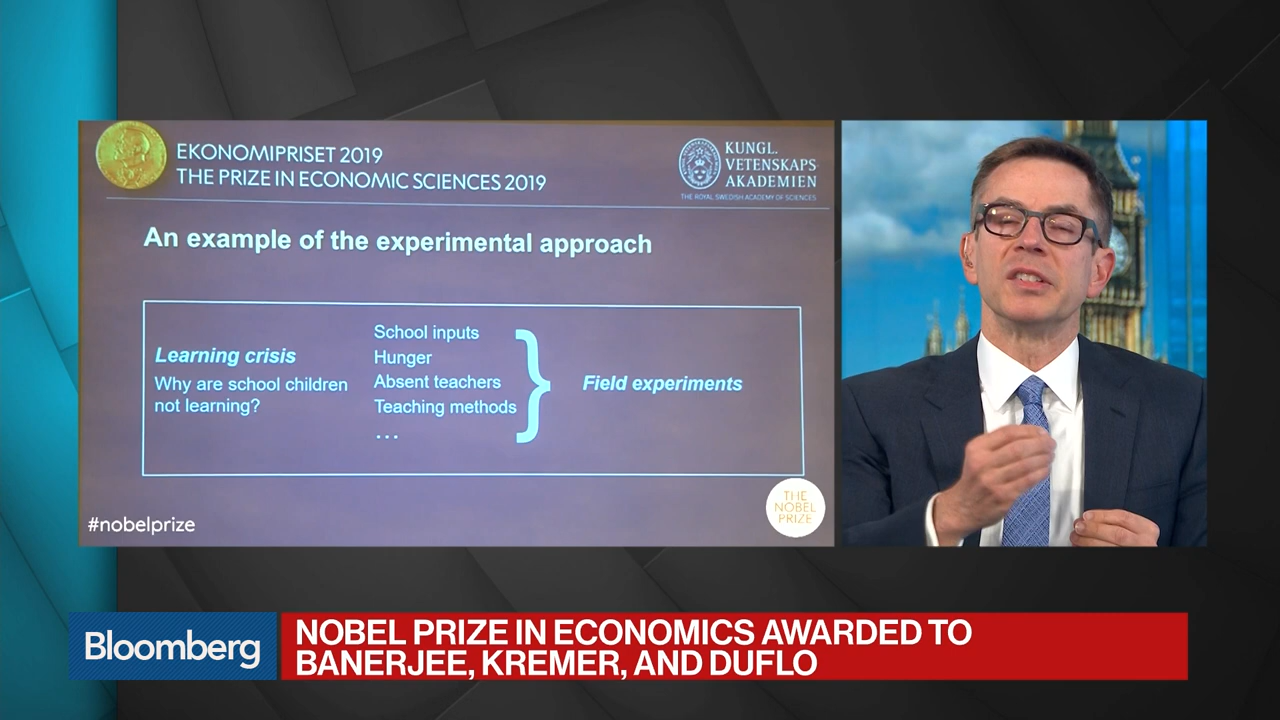 EKONOMIPRISET 2019
THE PRIZE IN ECONOMIC SCIENCES 2019
KUNGL.
VETENSKAPS
AKADEMIEN
THE ROYAL SWEDISH ACADEMY OF SCIENCES
An example of the experimental approach
Learning crisis
Why are school children
not learning?
School inputs
Hunger
Absent teachers
Teaching methods
...
Field experiments
#nobelprize
THE
NOBEL
PRIZE
Bloomberg
NOBEL PRIZE IN ECONOMICS AWARDED TO
BANERJEE, KREMER, AND DUFLO